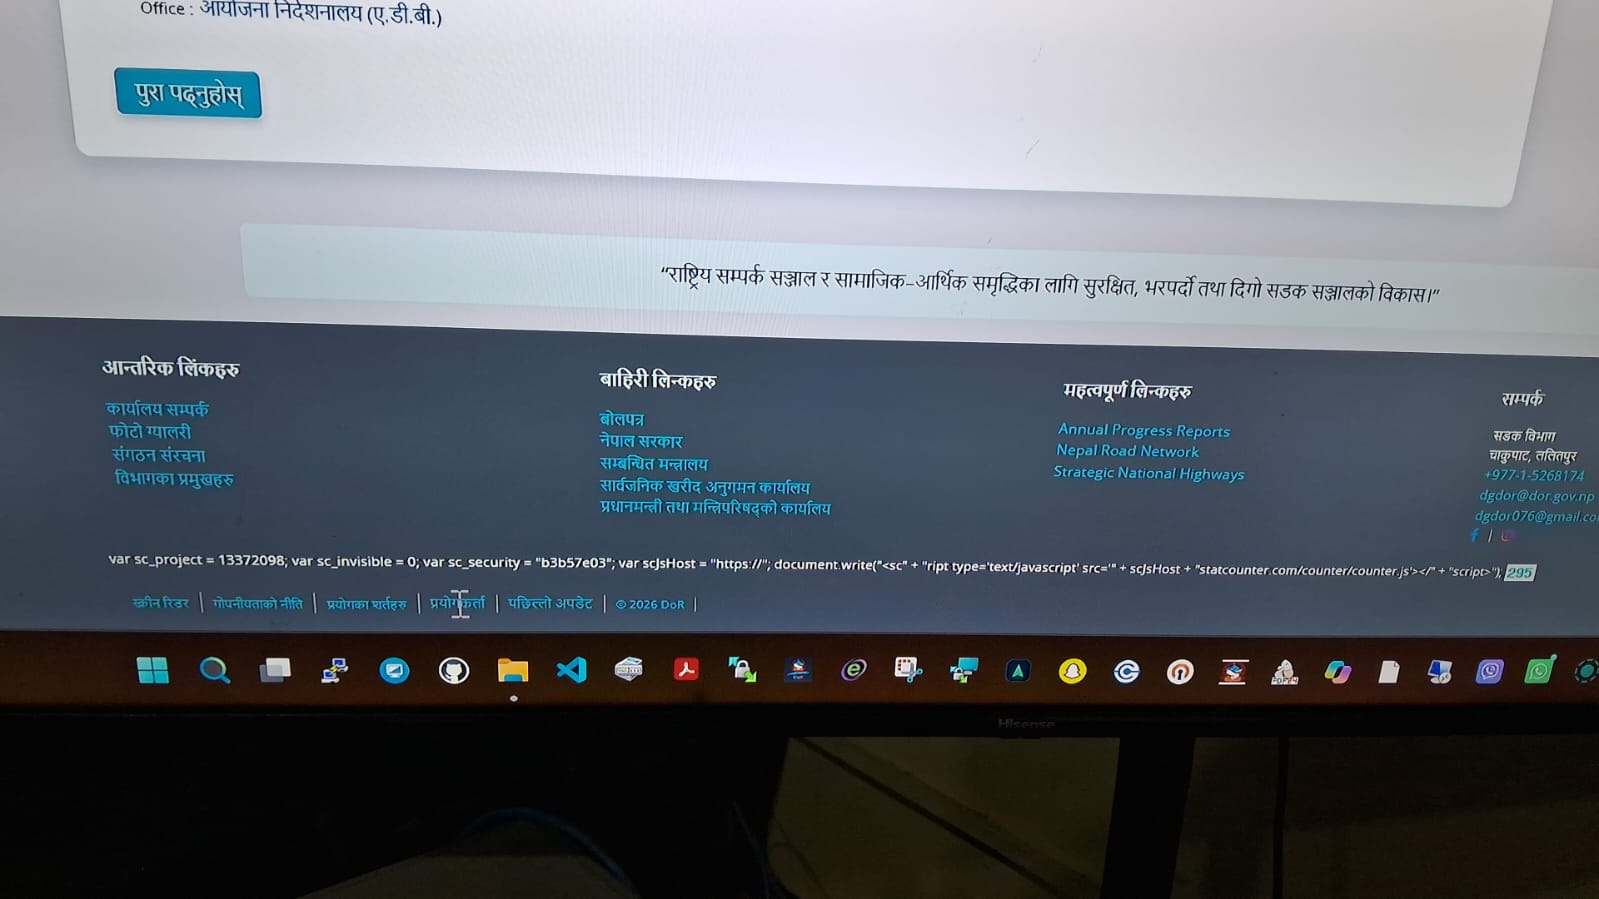 Office : आयोजना निर्देशनालय (ए.डी.बी.)
पुरा पढ्नुहोस्
“राष्ट्रिय सम्पर्क सञ्जाल र सामाजिक-आर्थिक समृद्धिका लागि सुरक्षित, भरपर्दो तथा दिगो सडक सञ्जालको विकास।”
आन्तरिक लिंकहरु
कार्यालय सम्पर्क
फोटो ग्यालरी
संगठन संरचना
विभागका प्रमुखहरु
बाहिरी लिन्कहरु
बोलपत्र
नेपाल सरकार
सम्बन्धित मन्त्रालय
सार्वजनिक खरीद अनुगमन कार्यालय
प्रधानमन्त्री तथा मन्त्रिपरिषद्को कार्यालय
महत्वपूर्ण लिन्कहरु
Annual Progress Reports
Nepal Road Network
Strategic National Highways
सम्पर्क
सडक विभाग
चाकुपाट, ललितपुर
+977-1-5268174
dgdor@dor.gov.np
dgdor076@gmail.co
var sc_project = 13372098; var sc_invisible = 0; var sc_security = "b3b57e03"; var scJsHost = "https://"; document.write("<sc" + "ript type='text/javascript' src='" + scJsHost + "statcounter.com/counter/counter.js'></" + "script>"); 295
स्क्रीन रिडर | गोपनीयताको नीति | प्रयोगका शर्तहरु | प्रयोगकर्ता | पछिल्लो अपडेट | © 2026 DoR |
Hisense